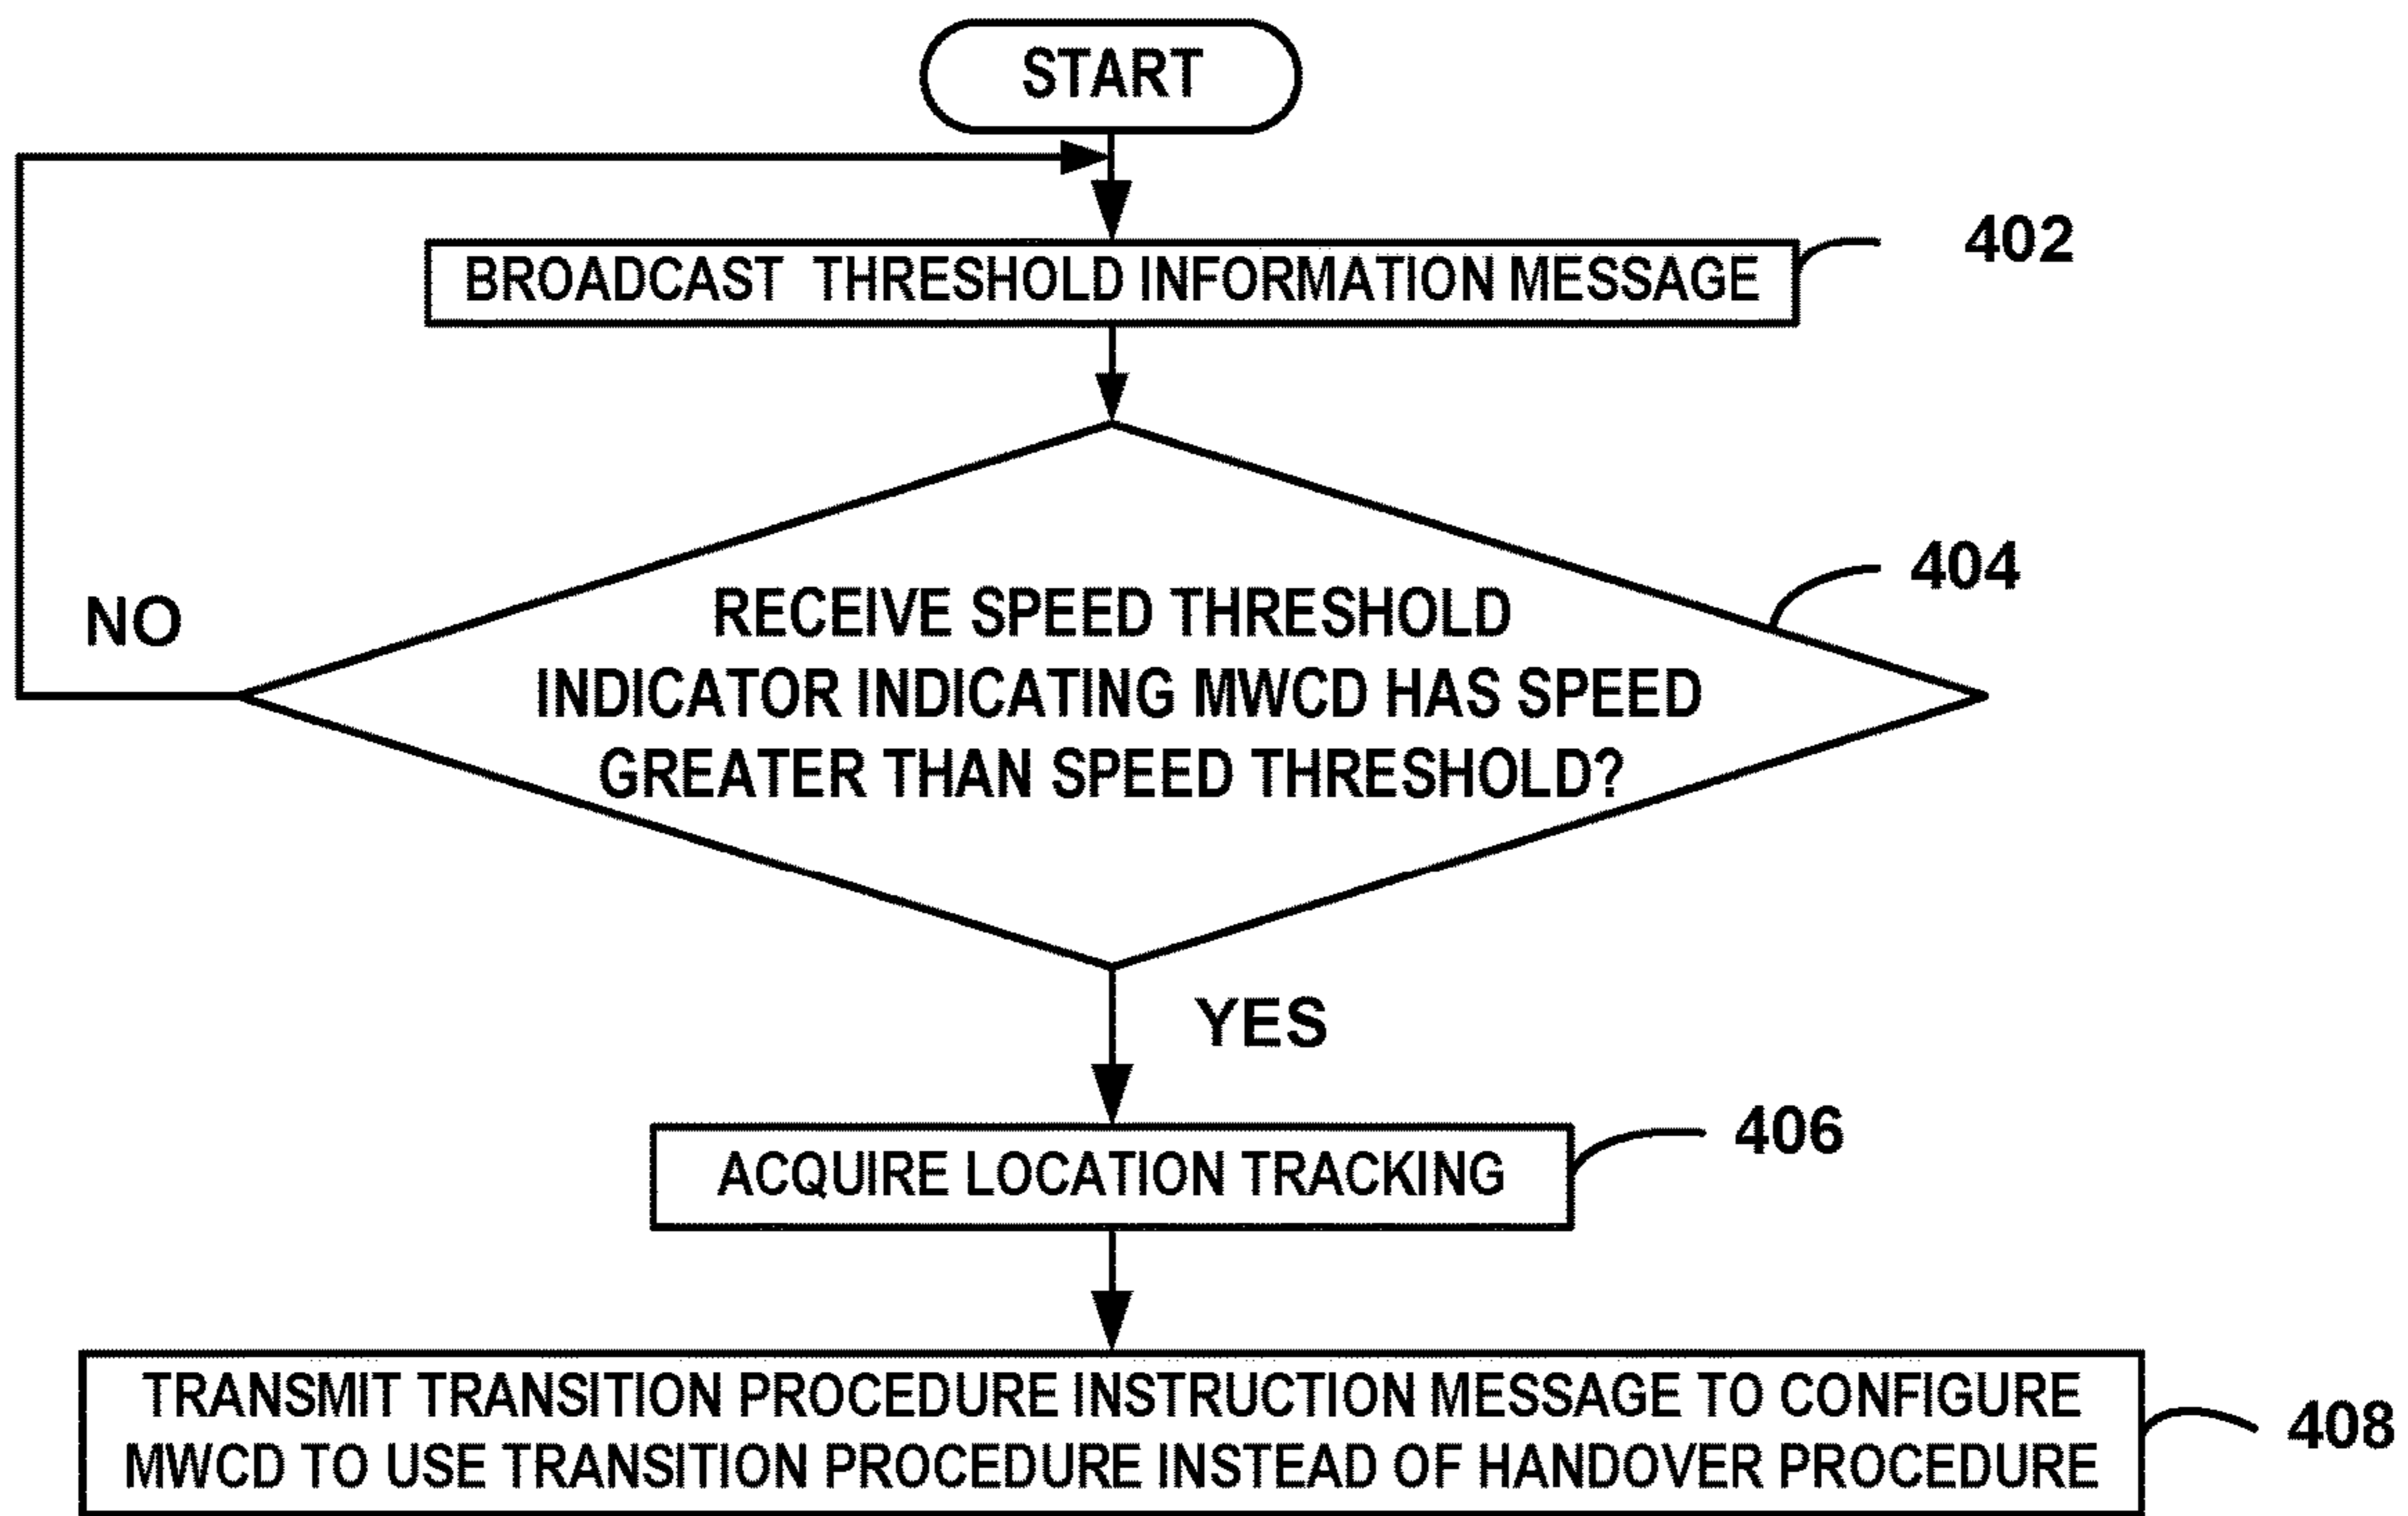 START
BROADCAST THRESHOLD INFORMATION MESSAGE
402
404
RECEIVE SPEED THRESHOLD
INDICATOR INDICATING MWCD HAS SPEED
GREATER THAN SPEED THRESHOLD?
NO
YES
ACQUIRE LOCATION TRACKING
406
TRANSMIT TRANSITION PROCEDURE INSTRUCTION MESSAGE TO CONFIGURE
MWCD TO USE TRANSITION PROCEDURE INSTEAD OF HANDOVER PROCEDURE
408